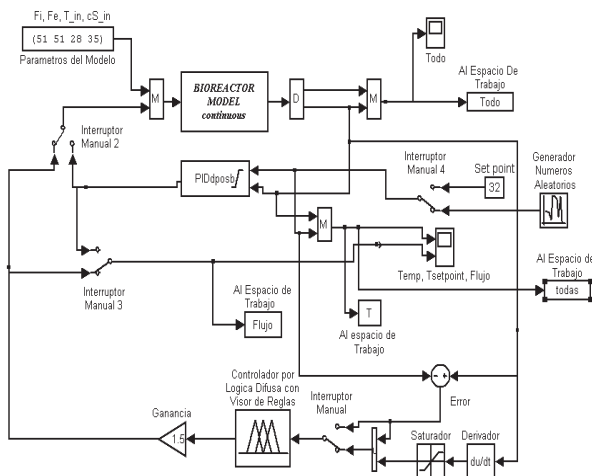 Fi, Fe, T_in, cS_in
(51 51 28 35)
Parametros del Modelo
M
BIOREACTOR
MODEL
continuous
D
M
Todo
Al Espacio De
Trabajo
Todo
Interruptor
Manual 2
PIDdposb
Interruptor
Manual 4
Set point
32
Generador
Numeros
Aleatorios
M
Temp, Tsetpoint, Flujo
Interruptor
Manual 3
Al Espacio de
Trabajo
Flujo
T
Al espacio de
Trabajo
Al Espacio de
Trabajo
todas
Controlador por
Logica Difusa con
Visor de Reglas
Interruptor
Manual
- +
Error
Ganancia
1.5
Saturador
Derivador
du/dt